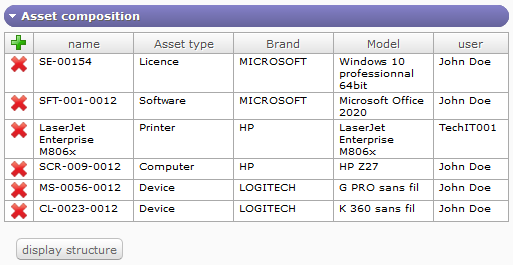 Asset composition
name Asset type Brand Model user
SE-00154 Licence MICROSOFT Windows 10 John Doe
professionnal
64bit
SFT-001-0012 Software MICROSOFT Microsoft Office John Doe
2020
LaserJet Printer HP LaserJet TechIT001
Enterprise Enterprise
M806x M806x
SCR-009-0012 Computer HP HP Z27 John Doe
MS-0056-0012 Device LOGITECH G PRO sans fil John Doe
CL-0023-0012 Device LOGITECH K 360 sans fil John Doe
display structure